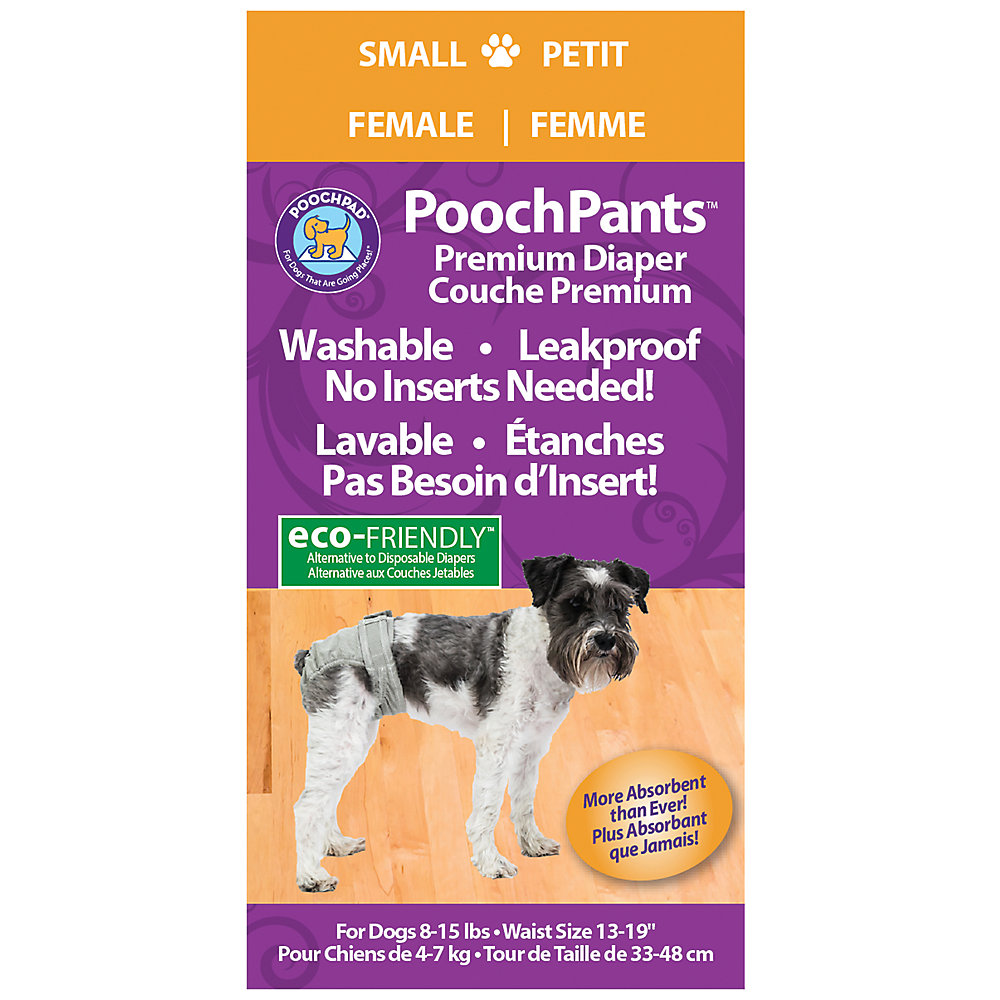 SMALL PETIT
FEMALE | FEMME
POOCHPAD®
For Dogs That Are Going Places!®
PoochPants™
Premium Diaper
Couche Premium
Washable • Leakproof
No Inserts Needed!
Lavable • Étanches
Pas Besoin d'Insert!
eco-FRIENDLY™
Alternative to Disposable Diapers
Alternative aux Couches Jetables
More Absorbent
than Ever!
Plus Absorbant
que Jamais!
For Dogs 8-15 lbs • Waist Size 13-19"
Pour Chiens de 4-7 kg • Tour de Taille de 33-48 cm